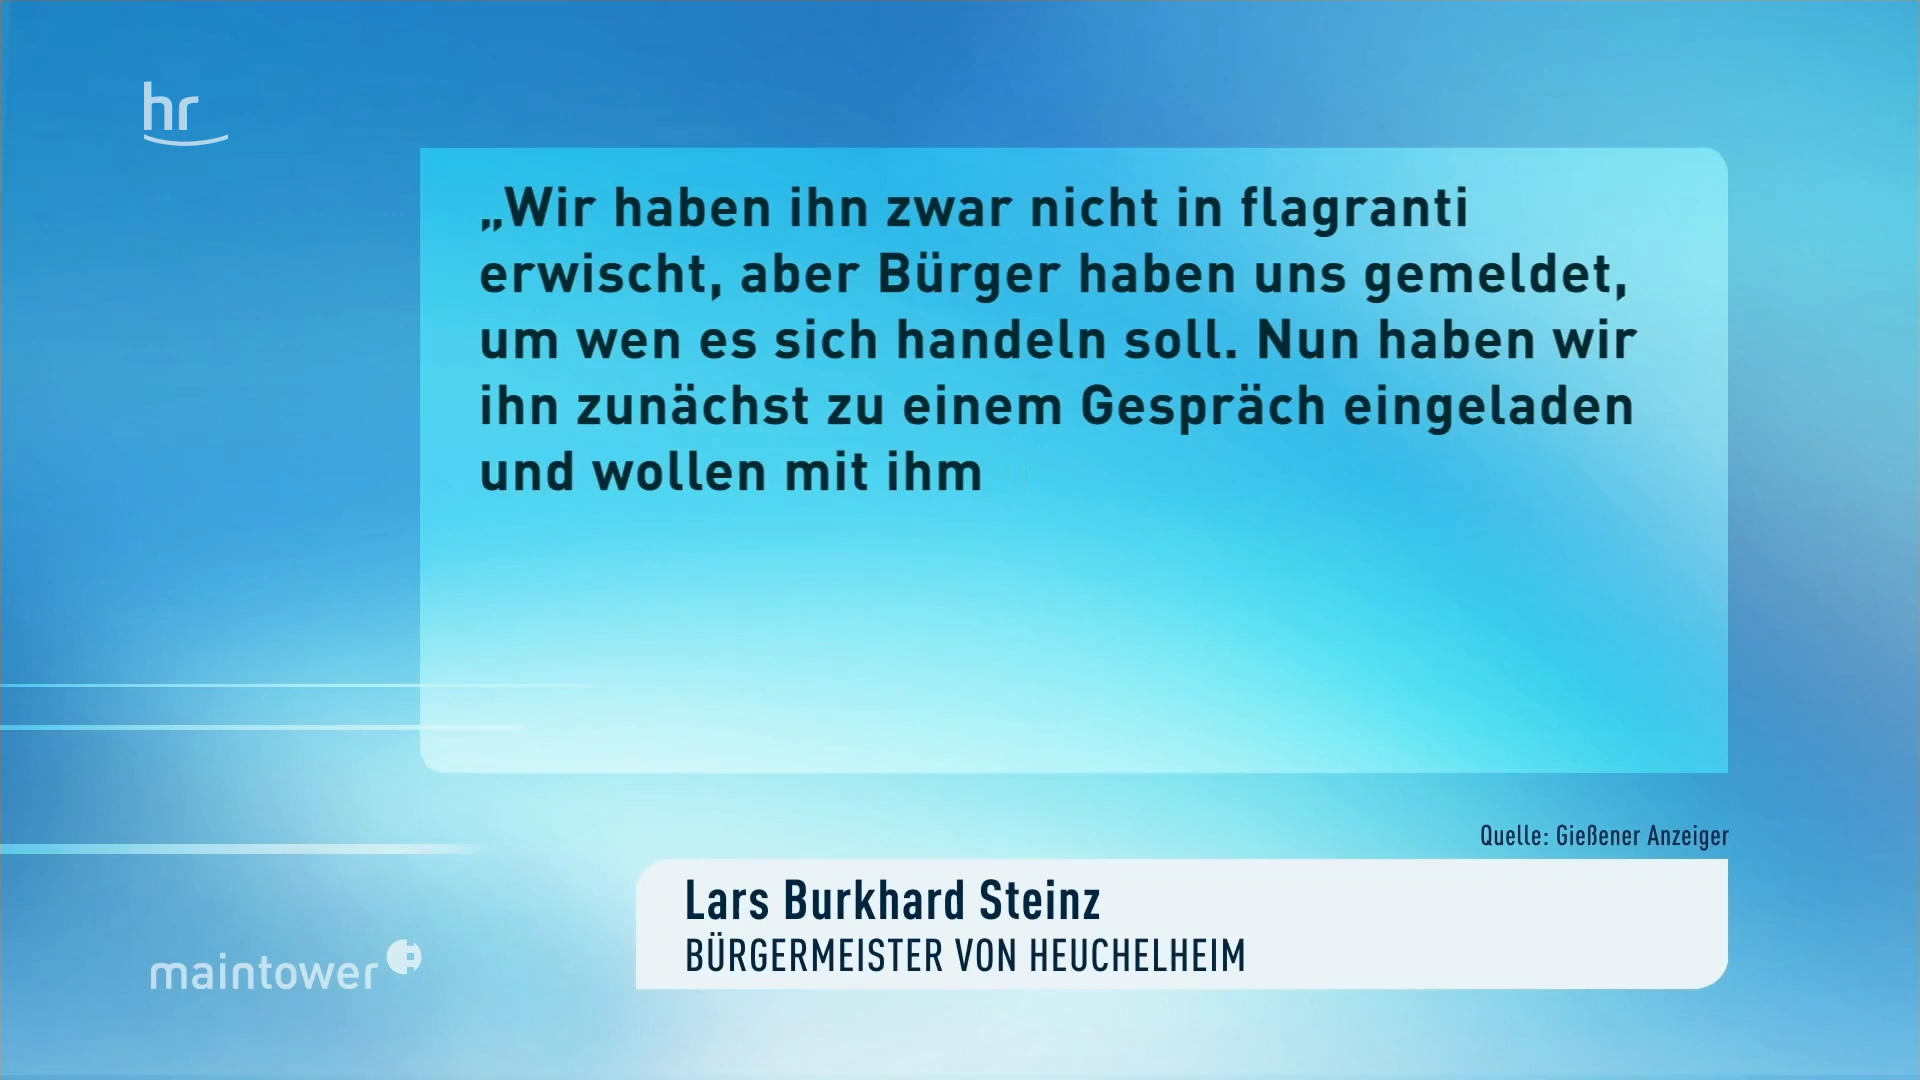 hr
„Wir haben ihn zwar nicht in flagranti
erwischt, aber Bürger haben uns gemeldet,
um wen es sich handeln soll. Nun haben wir
ihn zunächst zu einem Gespräch eingeladen
und wollen mit ihm
Quelle: Gießener Anzeiger
Lars Burkhard Steinz
BÜRGERMEISTER VON HEUCHELHEIM
maintower